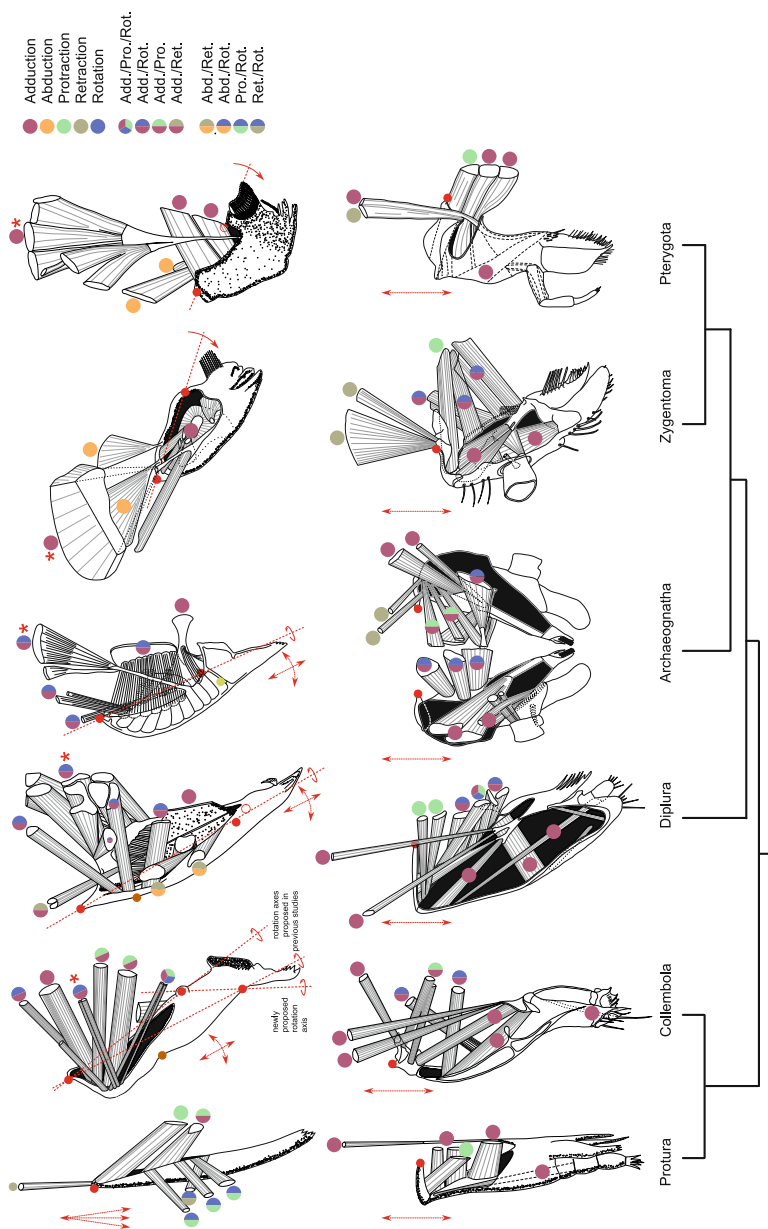 Adduction
Abduction
Protraction
Retraction
Rotation
Add./Pro./Rot.
Add./Rot.
Add./Pro.
Add./Ret.
Abd./Ret.
Abd./Rot.
Pro./Rot.
Ret./Rot.
*
*
*
*
*
rotation axes
proposed in
previous studies
newly
proposed
rotation
axis
Protura
Collembola
Diplura
Archaeognatha
Zygentoma
Pterygota